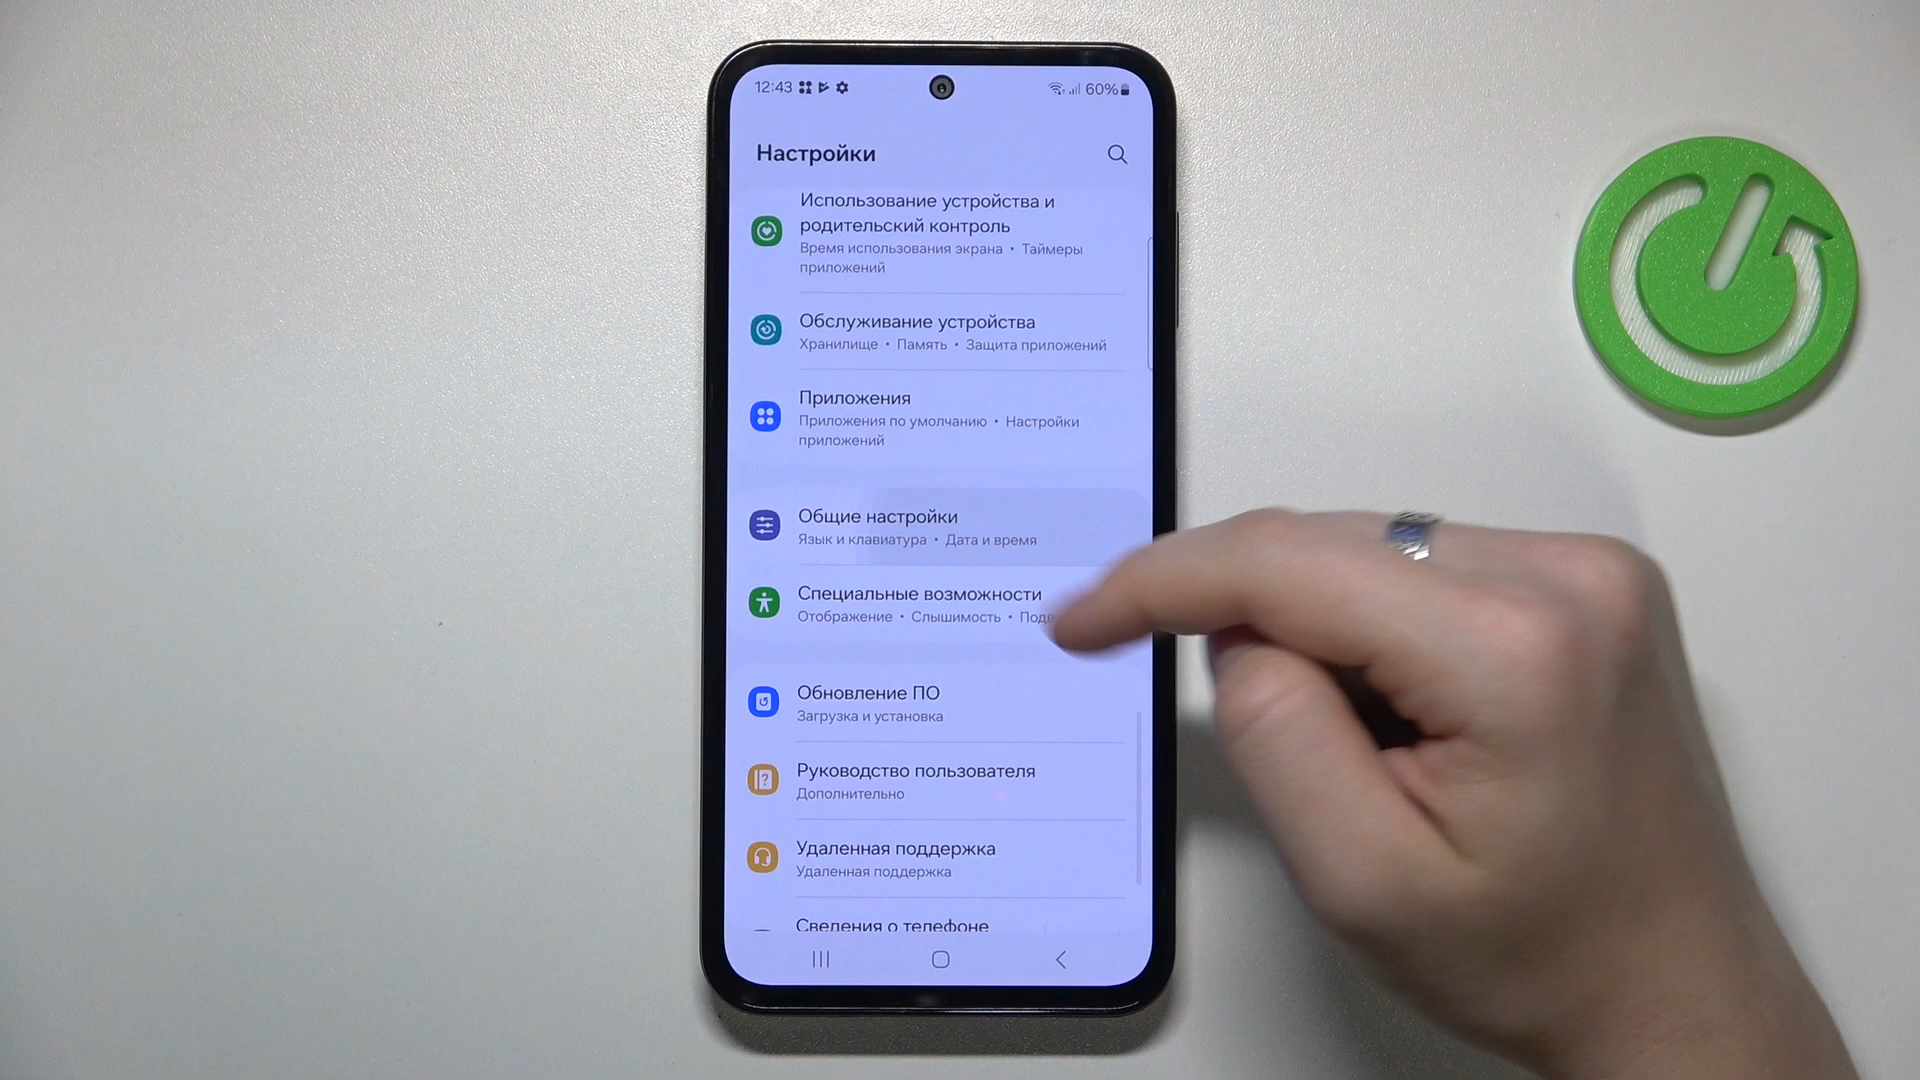 12:43
60%
Настройки
Использование устройства и
родительский контроль
Время использования экрана • Таймеры
приложений
Обслуживание устройства
Хранилище • Память • Защита приложений
Приложения
Приложения по умолчанию • Настройки
приложений
Общие настройки
Язык и клавиатура • Дата и время
Специальные возможности
Отображение • Слышимость •
Обновление ПО
Загрузка и установка
Руководство пользователя
Дополнительно
Удаленная поддержка
Удаленная поддержка
Сведения о телефоне